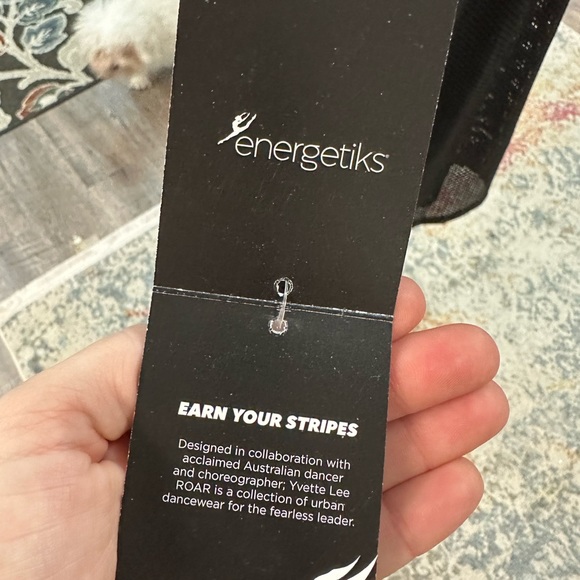 energetiks®
EARN YOUR STRIPES
Designed in collaboration with
acclaimed Australian dancer
and choreographer; Yvette Lee
ROAR is a collection of urban
dancewear for the fearless leader.